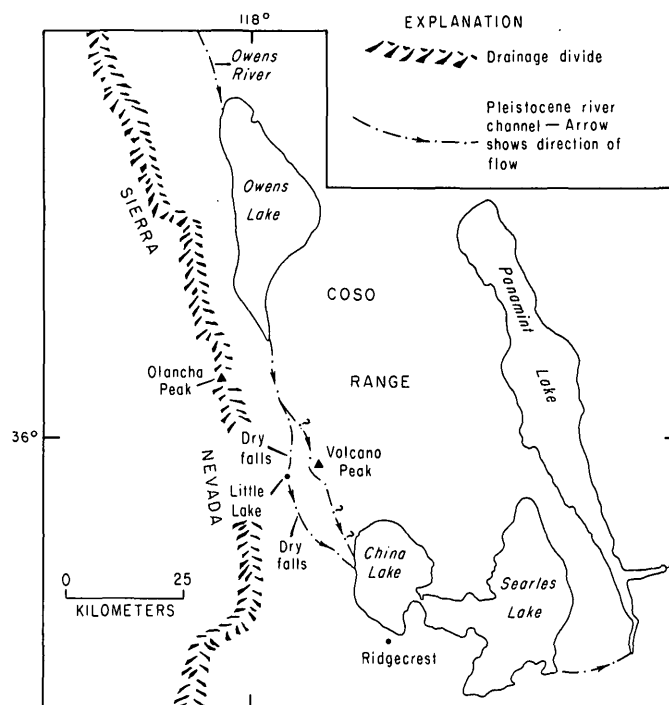 118°
EXPLANATION
Drainage divide
Pleistocene river
channel — Arrow
shows direction of
flow
Owens
River
Owens
Lake
SIERRA
COSO
RANGE
Panamint
Lake
Olancha
Peak
36°
NEVADA
Dry
falls
?
Volcano
Peak
Little
Lake
?
?
Dry
falls
China
Lake
Searles
Lake
0 25
KILOMETERS
Ridgecrest